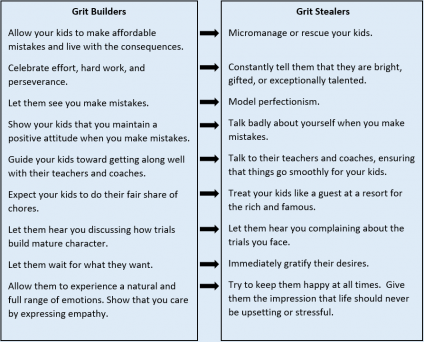 Grit Builders
Allow your kids to make affordable
mistakes and live with the consequences.
Celebrate effort, hard work, and
perseverance.
Let them see you make mistakes.
Show your kids that you maintain a
positive attitude when you make mistakes.
Guide your kids toward getting along well
with their teachers and coaches.
Expect your kids to do their fair share of
chores.
Let them hear you discussing how trials
build mature character.
Let them wait for what they want.
Allow them to experience a natural and
full range of emotions. Show that you care
by expressing empathy.
Grit Stealers
Micromanage or rescue your kids.
Constantly tell them that they are bright,
gifted, or exceptionally talented.
Model perfectionism.
Talk badly about yourself when you make
mistakes.
Talk to their teachers and coaches, ensuring
that things go smoothly for your kids.
Treat your kids like a guest at a resort for
the rich and famous.
Let them hear you complaining about the
trials you face.
Immediately gratify their desires.
Try to keep them happy at all times.  Give
them the impression that life should never
be upsetting or stressful.